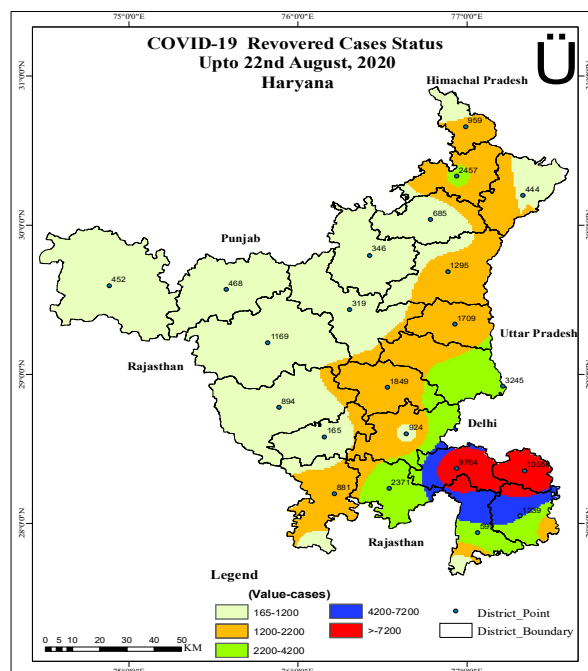 75°0'0"E 76°0'0"E 77°0'0"E
COVID-19 Revovered Cases Status
Upto 22nd August, 2020
Haryana
Ü
Himachal Pradesh
31°0'0"N
959
2457
444
30°0'0"N
685
Punjab
346
1295
452
468
319
1709
1169
Uttar Pradesh
Rajasthan
29°0'0"N
1849
3245
894
924
Delhi
165
9764
881
2371
1239
28°0'0"N
Rajasthan
Legend
(Value-cases)
165-1200
1200-2200
2200-4200
4200-7200
>-7200
District_Point
District_Boundary
0 5 10 20 30 40 50
KM